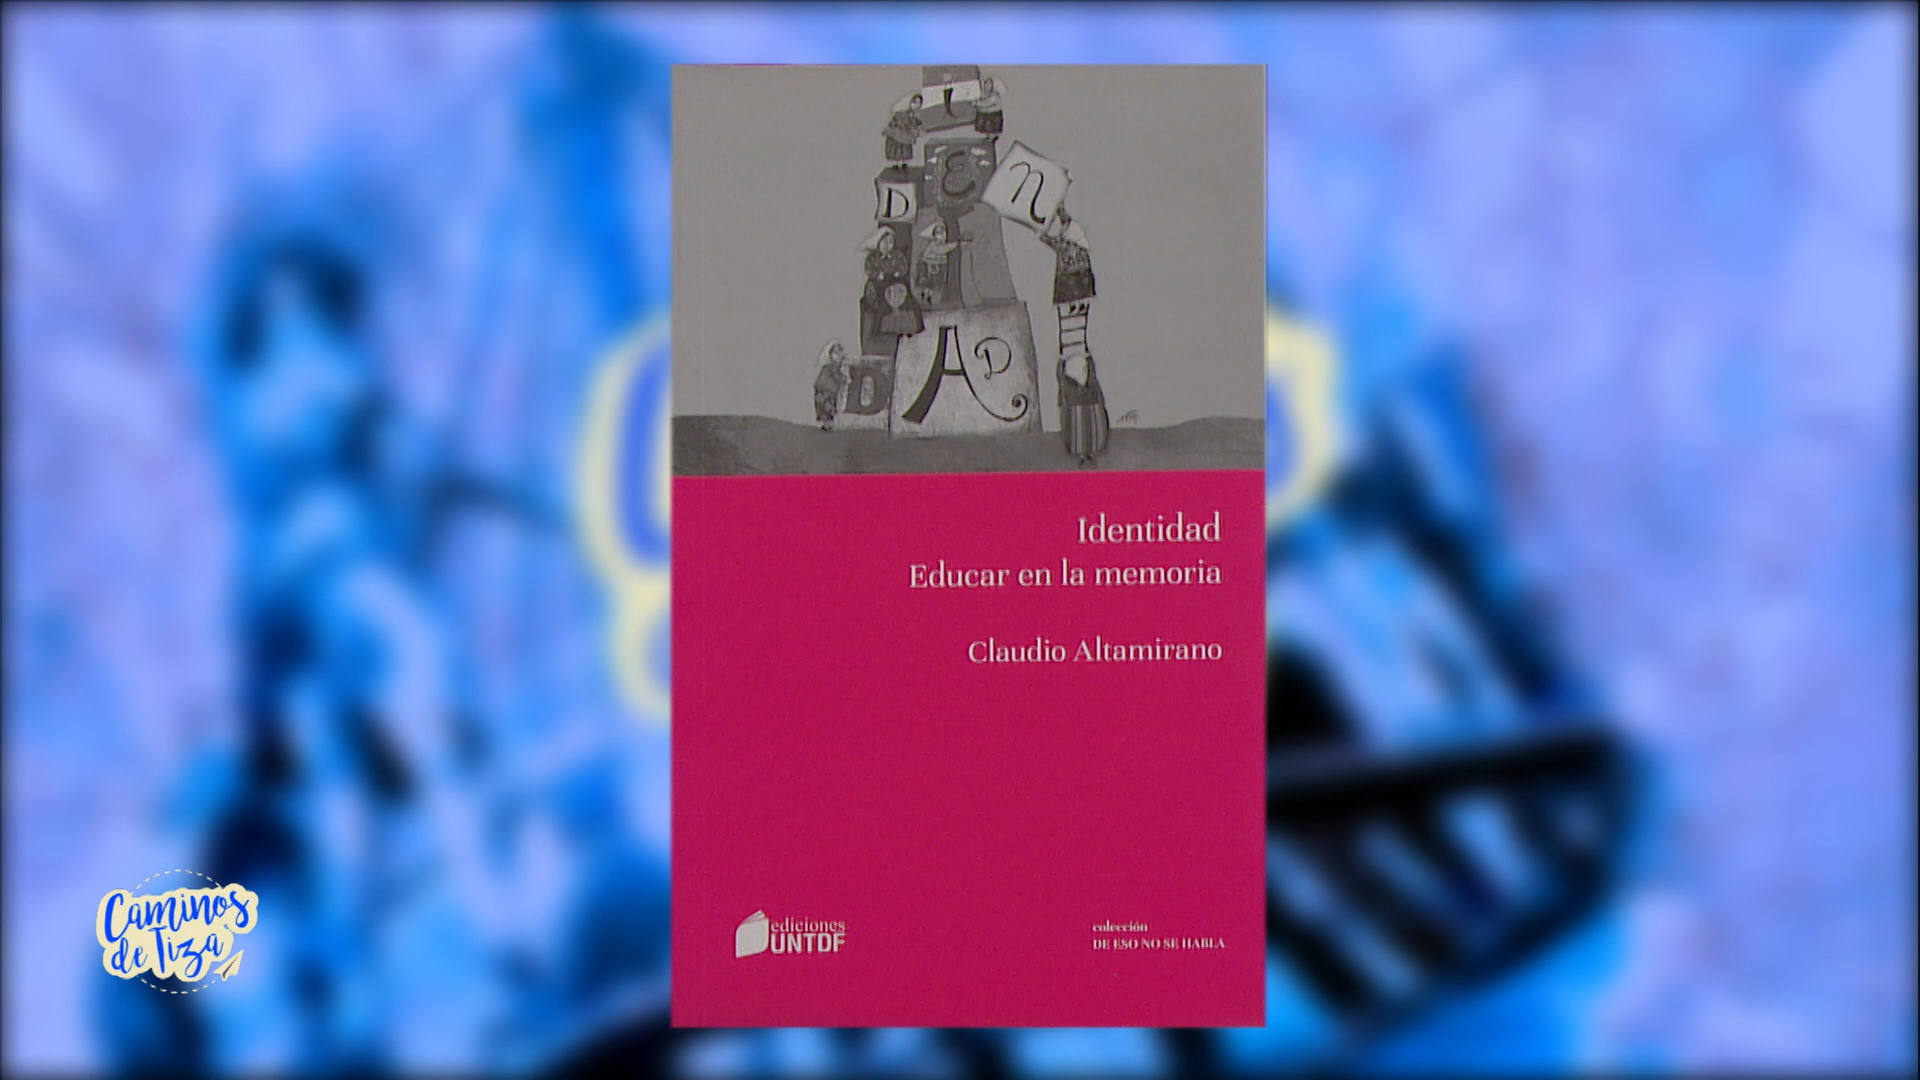 I
D
E
N
T
I
D
A
D
Identidad
Educar en la memoria
Claudio Altamirano
ediciones
UNTDF
colección
DE ESO NO SE HABLA
Caminos
de Tiza